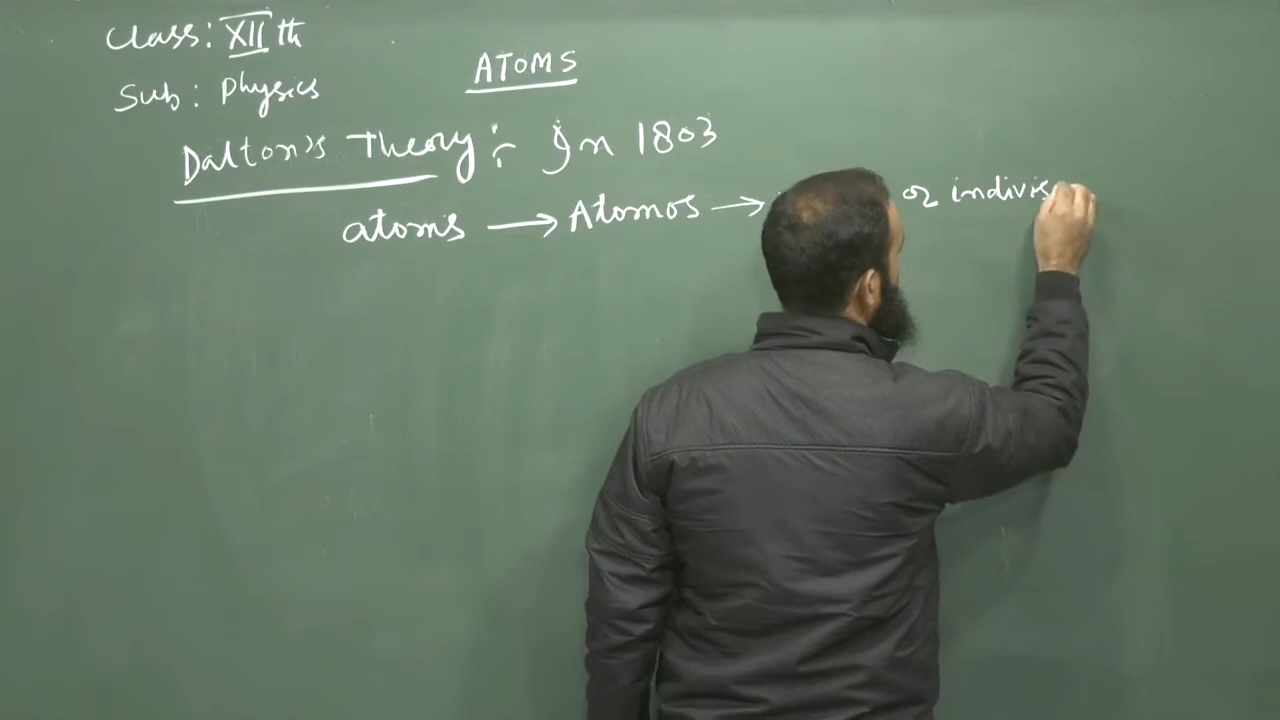 Class: XII th
Sub: Physics
ATOMS
Dalton's Theory :- In 1803
atoms → Atomos → or indivis